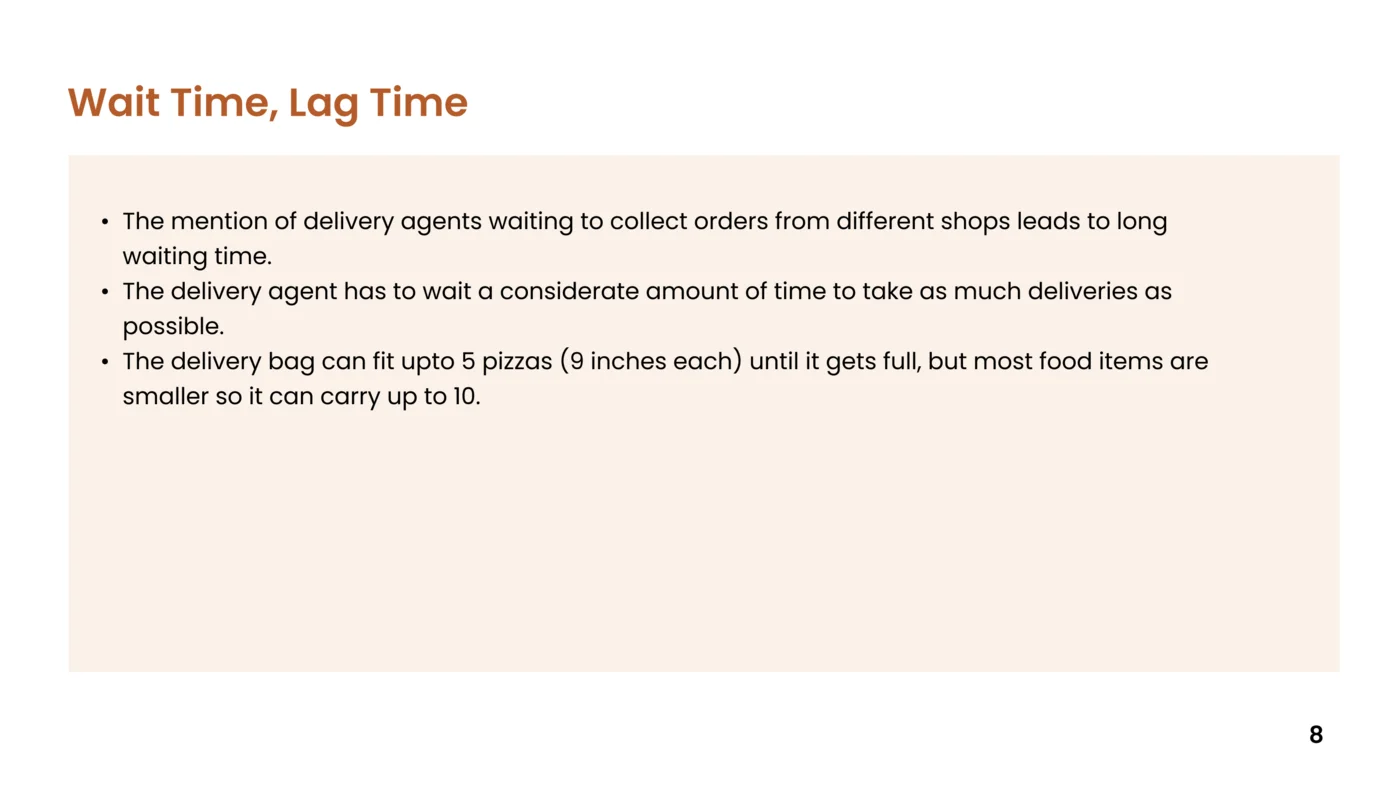 Wait Time, Lag Time
• The mention of delivery agents waiting to collect orders from different shops leads to long
waiting time.
• The delivery agent has to wait a considerate amount of time to take as much deliveries as
possible.
• The delivery bag can fit upto 5 pizzas (9 inches each) until it gets full, but most food items are
smaller so it can carry up to 10.
8